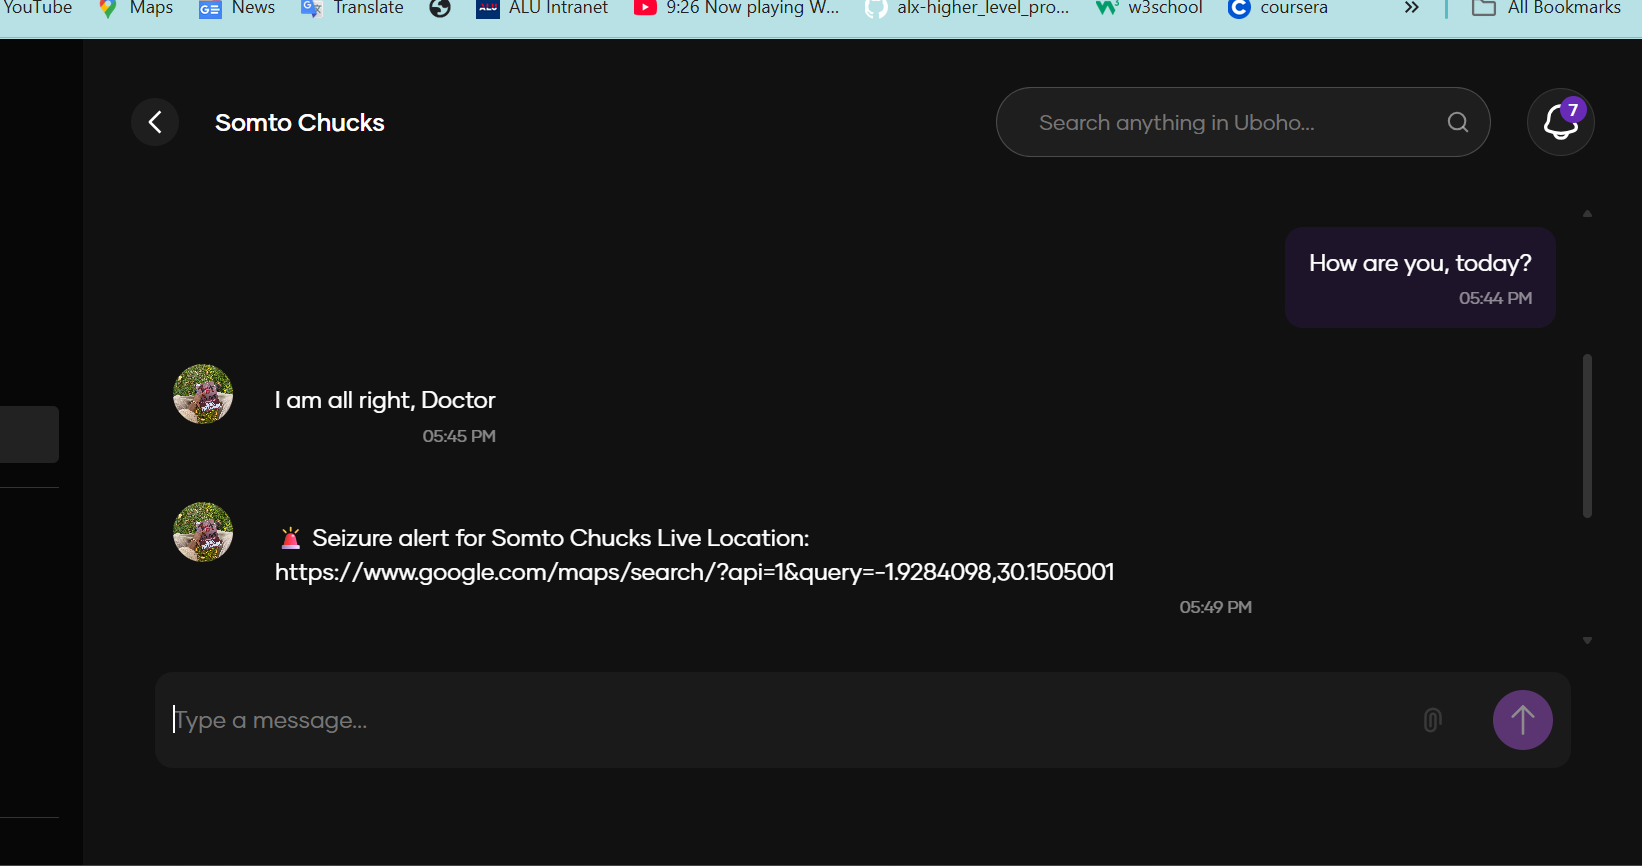 YouTube Maps News Translate ALU ALU Intranet 9:26 Now playing W... alx-higher_level_pro... w3school coursera All Bookmarks
Somto Chucks
Search anything in Uboho...
7
How are you, today?
05:44 PM
I am all right, Doctor
05:45 PM
🚨 Seizure alert for Somto Chucks Live Location:
https://www.google.com/maps/search/?api=1&query=-1.9284098,30.1505001
05:49 PM
Type a message...